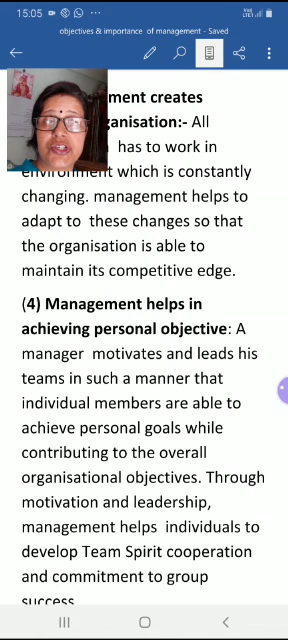 15:05
objectives & importance of management - Saved
ment creates
ganisation:- All
has to work in
environment which is constantly
changing. management helps to
adapt to these changes so that
the organisation is able to
maintain its competitive edge.
(4) Management helps in
achieving personal objective: A
manager motivates and leads his
teams in such a manner that
individual members are able to
achieve personal goals while
contributing to the overall
organisational objectives. Through
motivation and leadership,
management helps individuals to
develop Team Spirit cooperation
and commitment to group
success